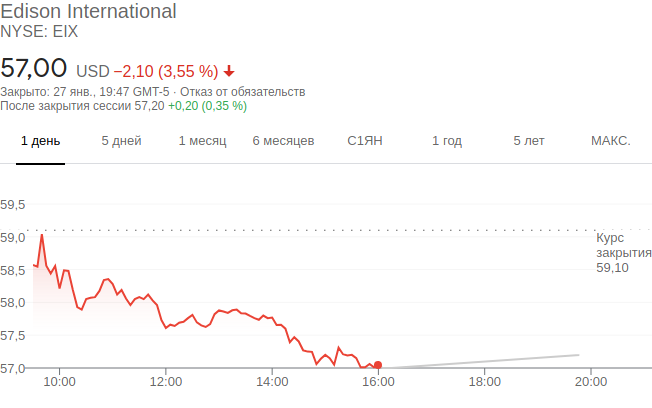 Edison International
NYSE: EIX
57,00 USD −2,10 (3,55 %)
Закрыто: 27 янв., 19:47 GMT-5 · Отказ от обязательств
После закрытия сессии 57,20 +0,20 (0,35 %)
1 день 5 дней 1 месяц 6 месяцев С1ЯН 1 год 5 лет МАКС.
59,5
59,0
58,5
58,0
57,5
57,0
Курс
закрытия
59,10
10:00 12:00 14:00 16:00 18:00 20:00